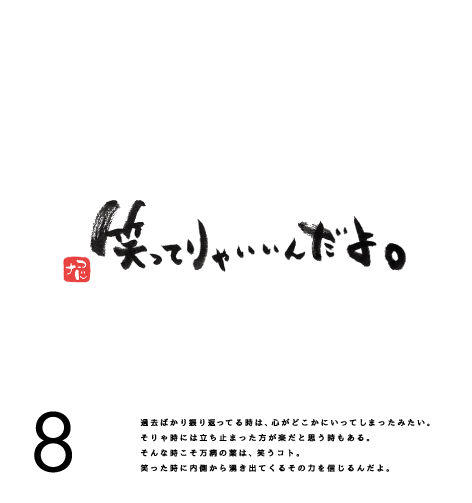 笑ってりゃいいんだよ。
8
過去ばかり振り返ってる時は、心がどこかにいってしまったみたい。
そりゃ時には立ち止まった方が楽だと思う時もある。
そんな時こそ万病の薬は、笑うコト。
笑った時に内側から湧き出てくるその力を信じるんだよ。